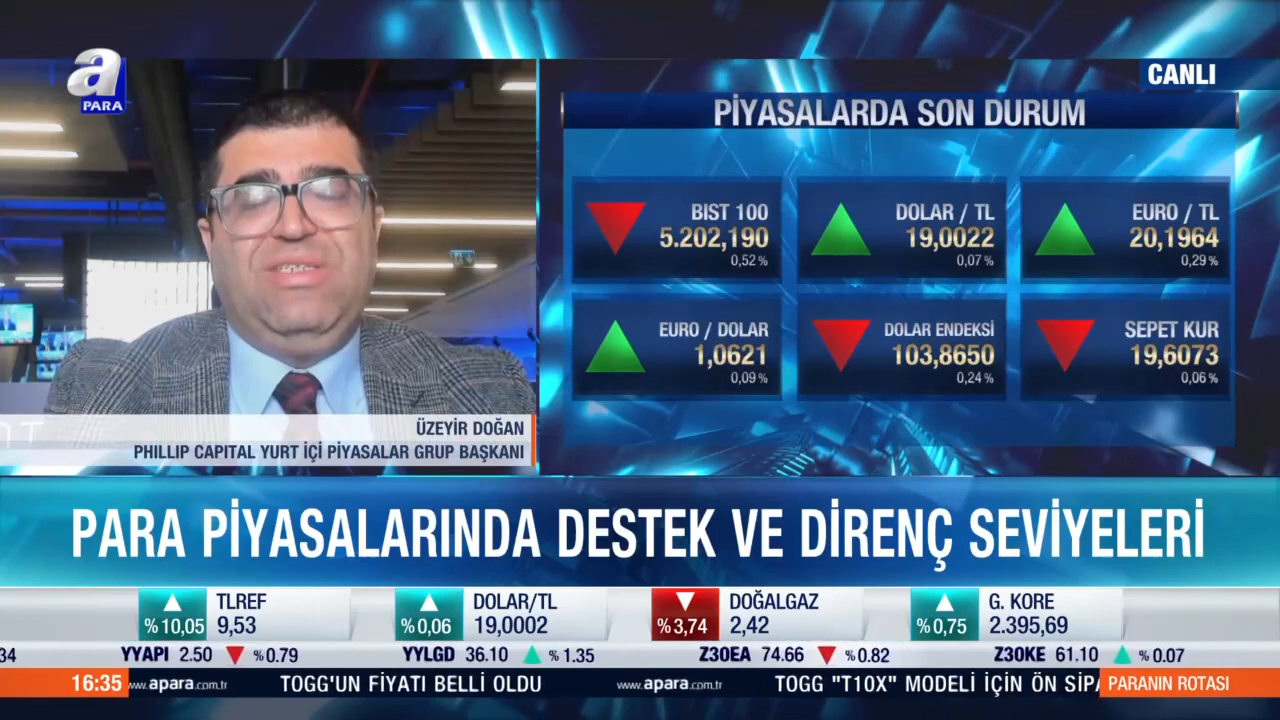 a
PARA
CANLI
PİYASALARDA SON DURUM
BIST 100
5.202,190
0,52 %
DOLAR / TL
19,0022
0,07 %
EURO / TL
20,1964
0,29 %
EURO / DOLAR
1,0621
0,09 %
DOLAR ENDEKSİ
103,8650
0,24 %
SEPET KUR
19,6073
0,06 %
ÜZEYİR DOĞAN
PHILLIP CAPITAL YURT İÇİ PİYASALAR GRUP BAŞKANI
PARA PİYASALARINDA DESTEK VE DİRENÇ SEVİYELERİ
% 10,05 TLREF 9,53
% 0,06 DOLAR/TL 19,0002
% 3,74 DOĞALGAZ 2,42
% 0,75 G. KORE 2.395,69
34 YYAPI 2.50 %0.79 YYLGD 36.10 % 1.35 Z30EA 74.66 %0.82 Z30KE 61.10 % 0.07
16:35 www.apara.com.tr TOGG'UN FİYATI BELLİ OLDU www.apara.com.tr TOGG "T10X" MODELİ İÇİN ÖN SİPA PARANIN ROTASI